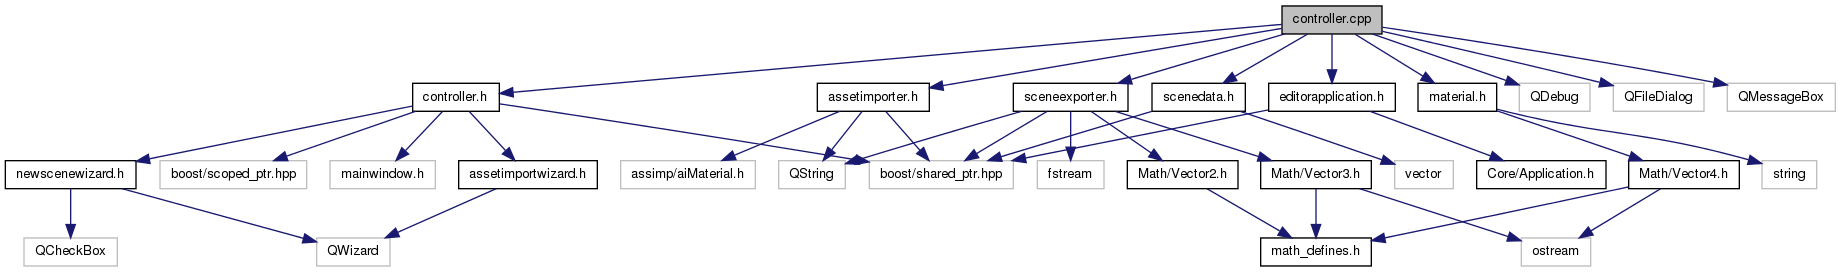 controller.cpp
controller.h
assetimporter.h
sceneexporter.h
scenedata.h
editorapplication.h
material.h
QDebug
QFileDialog
QMessageBox
newscenewizard.h
boost/scoped_ptr.hpp
mainwindow.h
assetimportwizard.h
assimp/aiMaterial.h
QString
boost/shared_ptr.hpp
fstream
Math/Vector2.h
Math/Vector3.h
vector
Core/Application.h
Math/Vector4.h
string
QCheckBox
QWizard
math_defines.h
ostream